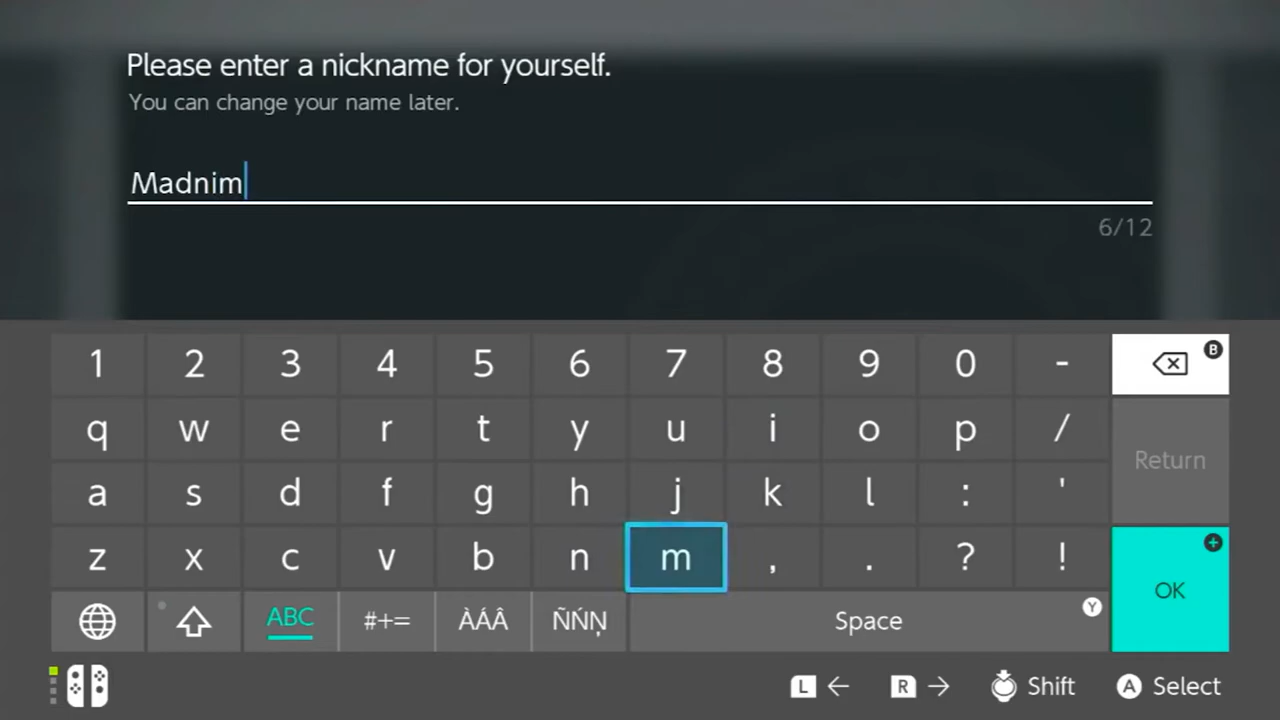 Please enter a nickname for yourself.
You can change your name later.
Madnim
6/12
1 2 3 4 5 6 7 8 9 0 - B
q w e r t y u i o p /
Return
a s d f g h j k l : '
z x c v b n m , . ? ! +
OK
ABC #+= ÀÁÂ ÑŃŅ Space Y
L ← R → Shift A Select